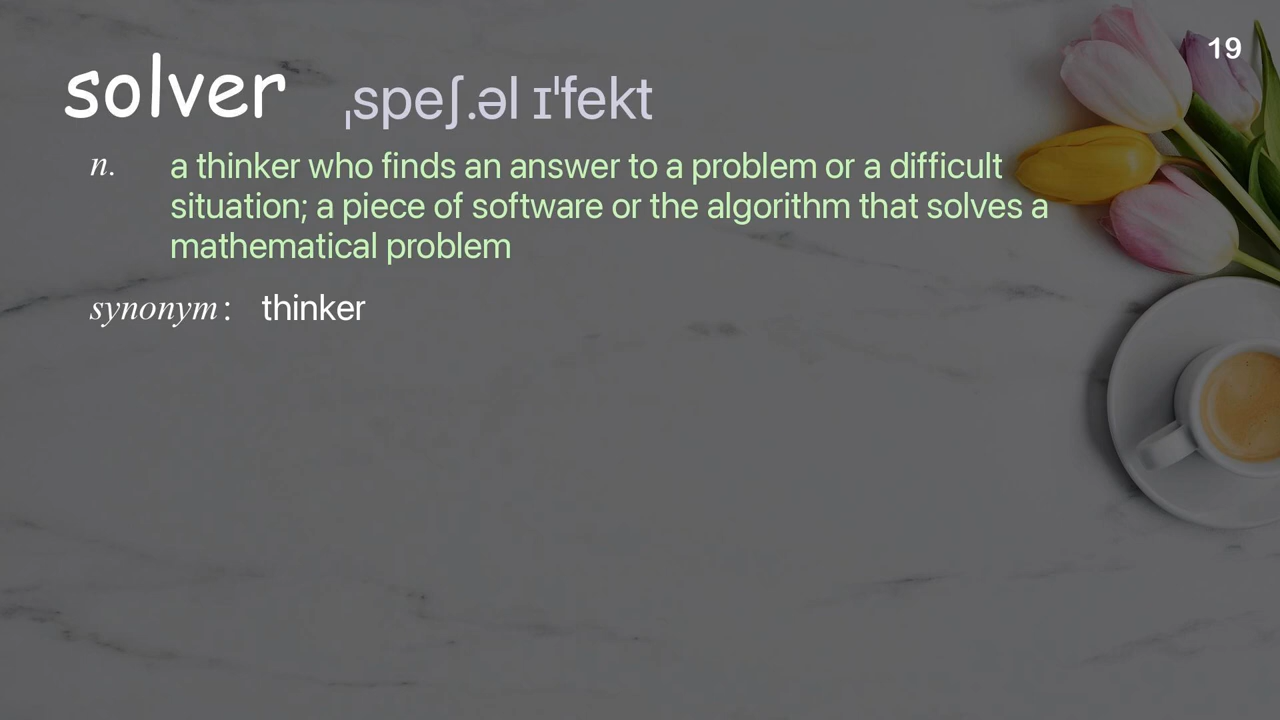 19
solver ˌspeʃ.əl ɪˈfekt
n. a thinker who finds an answer to a problem or a difficult
situation; a piece of software or the algorithm that solves a
mathematical problem
synonym: thinker